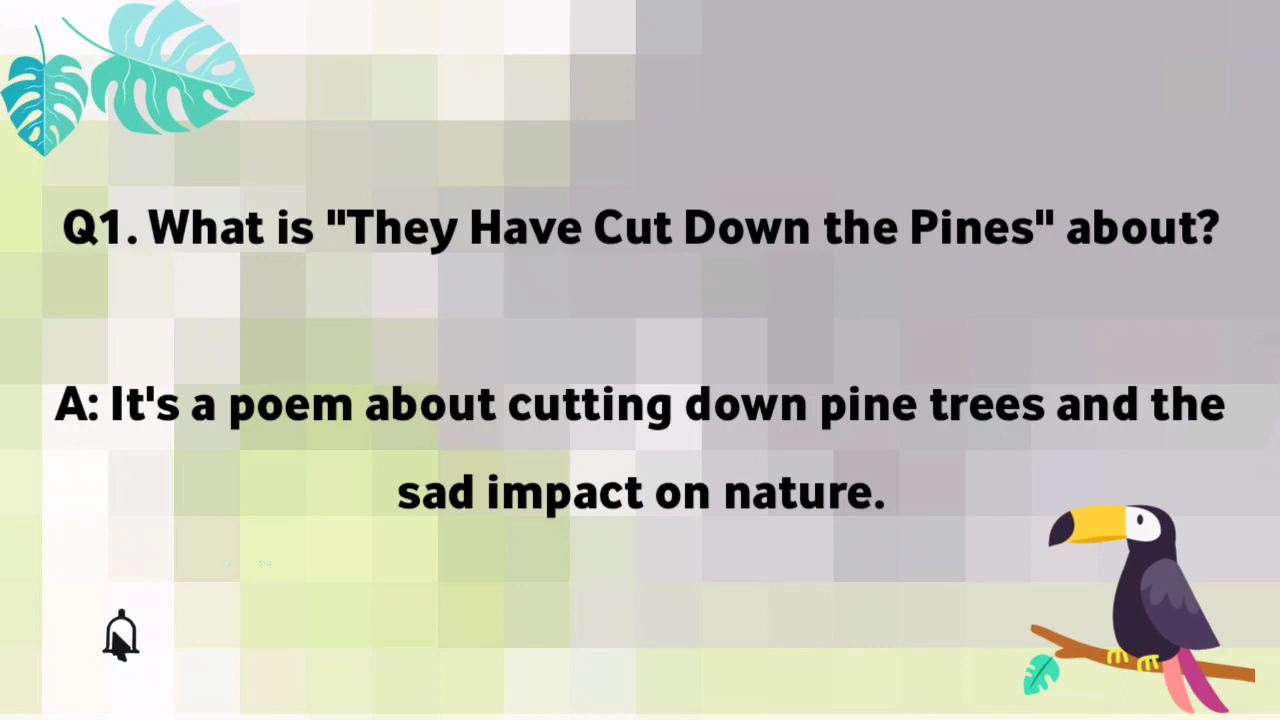 Q1. What is "They Have Cut Down the Pines" about?
A: It's a poem about cutting down pine trees and the
sad impact on nature.